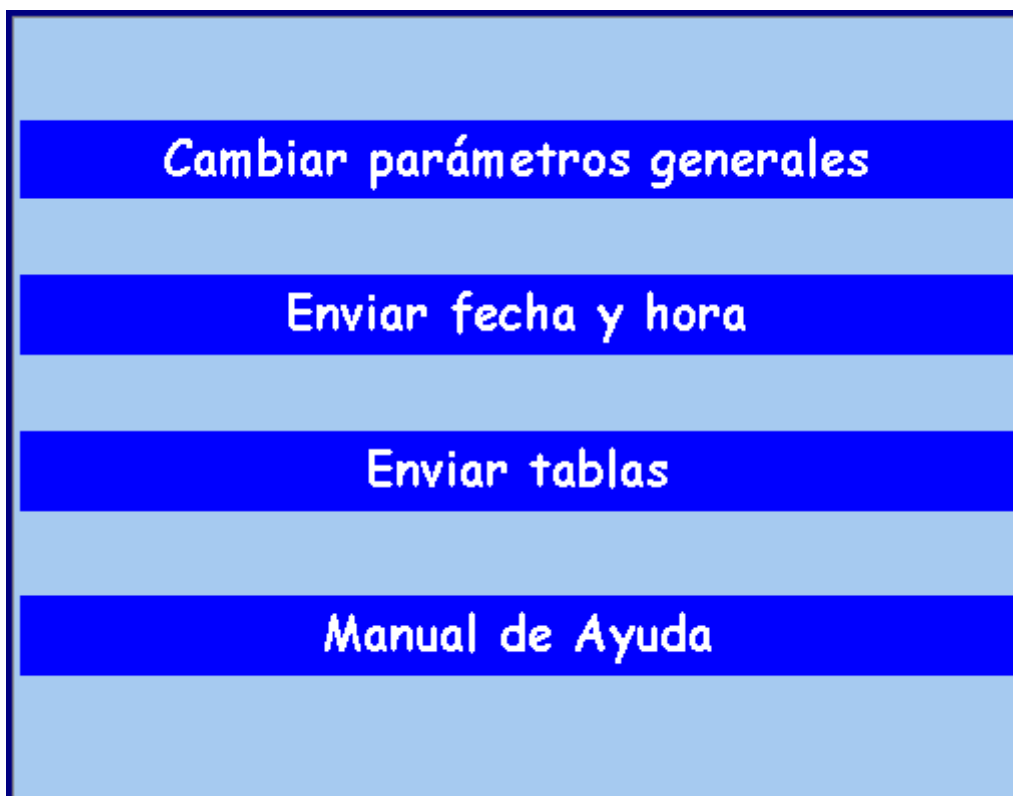 Cambiar parámetros generales
Enviar fecha y hora
Enviar tablas
Manual de Ayuda